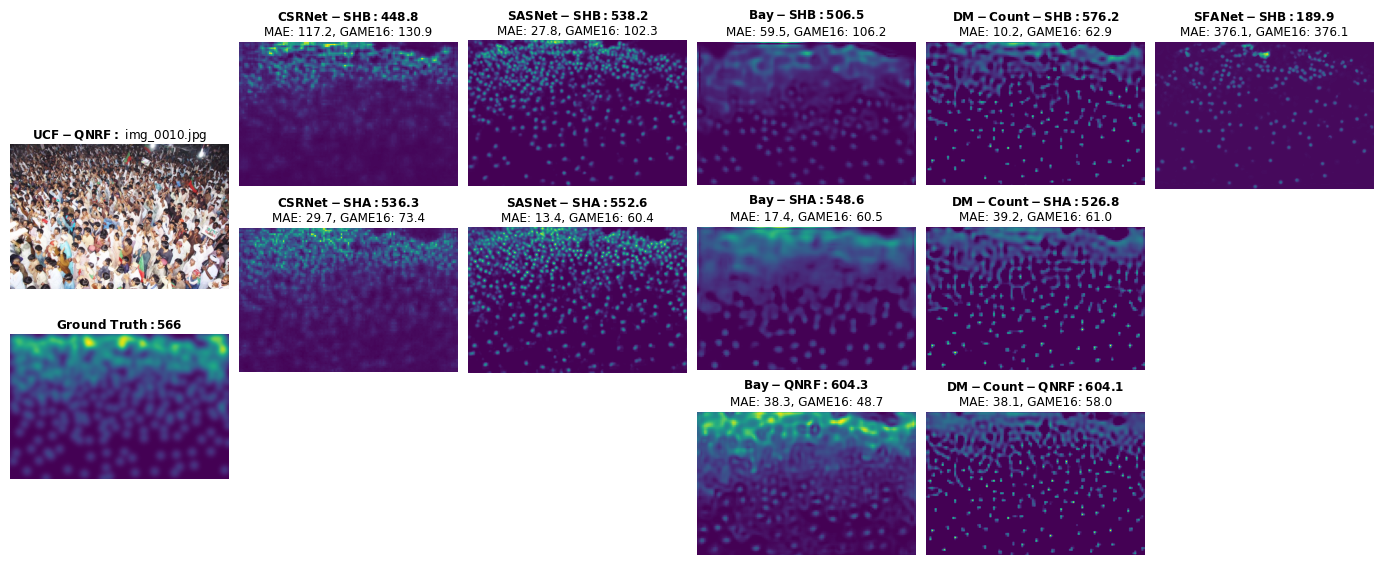 UCF − QNRF : img_0010.jpg
Ground Truth : 566
CSRNet − SHB : 448.8
MAE: 117.2, GAME16: 130.9
SASNet − SHB : 538.2
MAE: 27.8, GAME16: 102.3
Bay − SHB : 506.5
MAE: 59.5, GAME16: 106.2
DM − Count − SHB : 576.2
MAE: 10.2, GAME16: 62.9
SFANet − SHB : 189.9
MAE: 376.1, GAME16: 376.1
CSRNet − SHA : 536.3
MAE: 29.7, GAME16: 73.4
SASNet − SHA : 552.6
MAE: 13.4, GAME16: 60.4
Bay − SHA : 548.6
MAE: 17.4, GAME16: 60.5
DM − Count − SHA : 526.8
MAE: 39.2, GAME16: 61.0
Bay − QNRF : 604.3
MAE: 38.3, GAME16: 48.7
DM − Count − QNRF : 604.1
MAE: 38.1, GAME16: 58.0